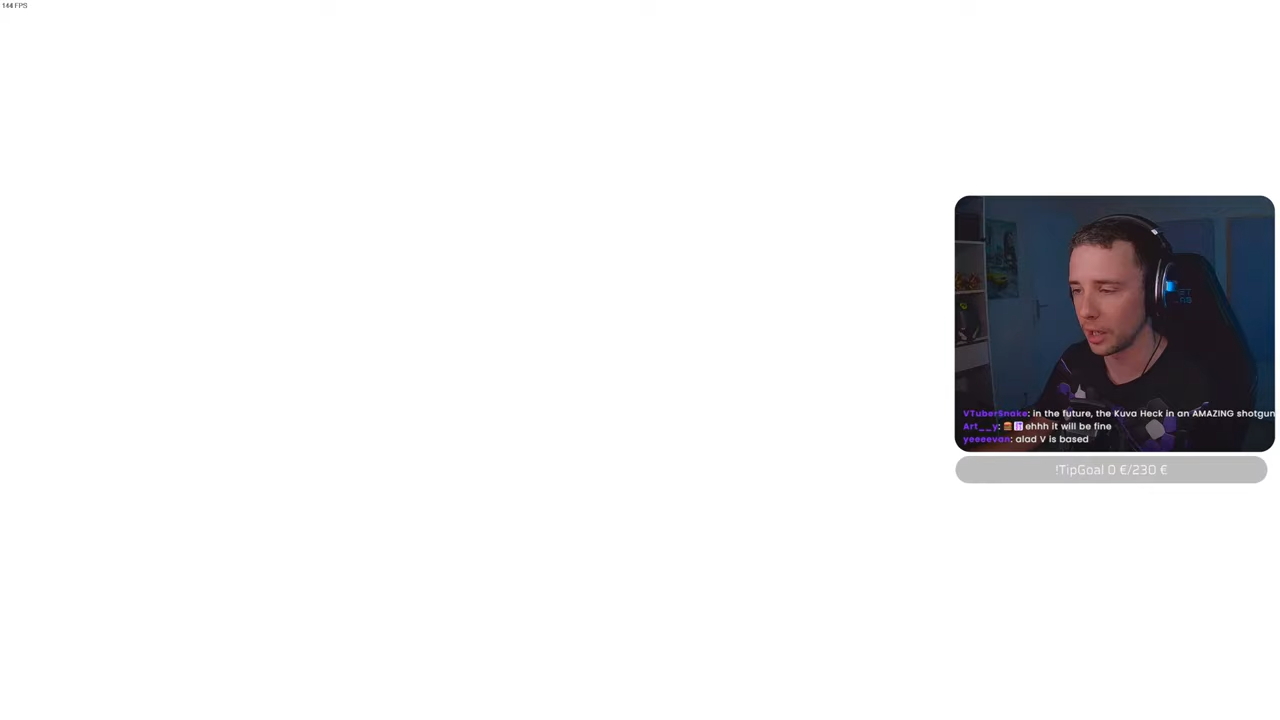 144 FPS
VTuberSnake: in the future, the Kuva Heck in an AMAZING shotgun
Art__y: ehhh it will be fine
yeeeevan: alad V is based
!TipGoal 0 €/230 €